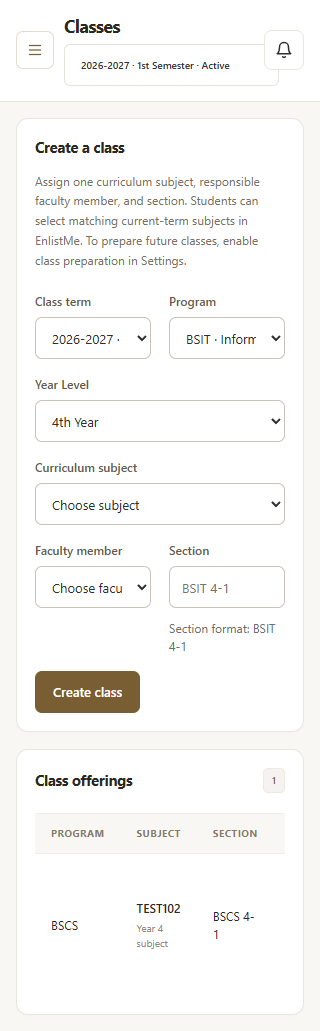 Classes
2026-2027 · 1st Semester · Active
Create a class
Assign one curriculum subject, responsible
faculty member, and section. Students can
select matching current-term subjects in
EnlistMe. To prepare future classes, enable
class preparation in Settings.
Class term
Program
2026-2027 ·
BSIT · Inform
Year Level
4th Year
Curriculum subject
Choose subject
Faculty member
Section
Choose facu
BSIT 4-1
Section format: BSIT
4-1
Create class
Class offerings
1
PROGRAM SUBJECT SECTION
BSCS
TEST102
Year 4
subject
BSCS 4-
1